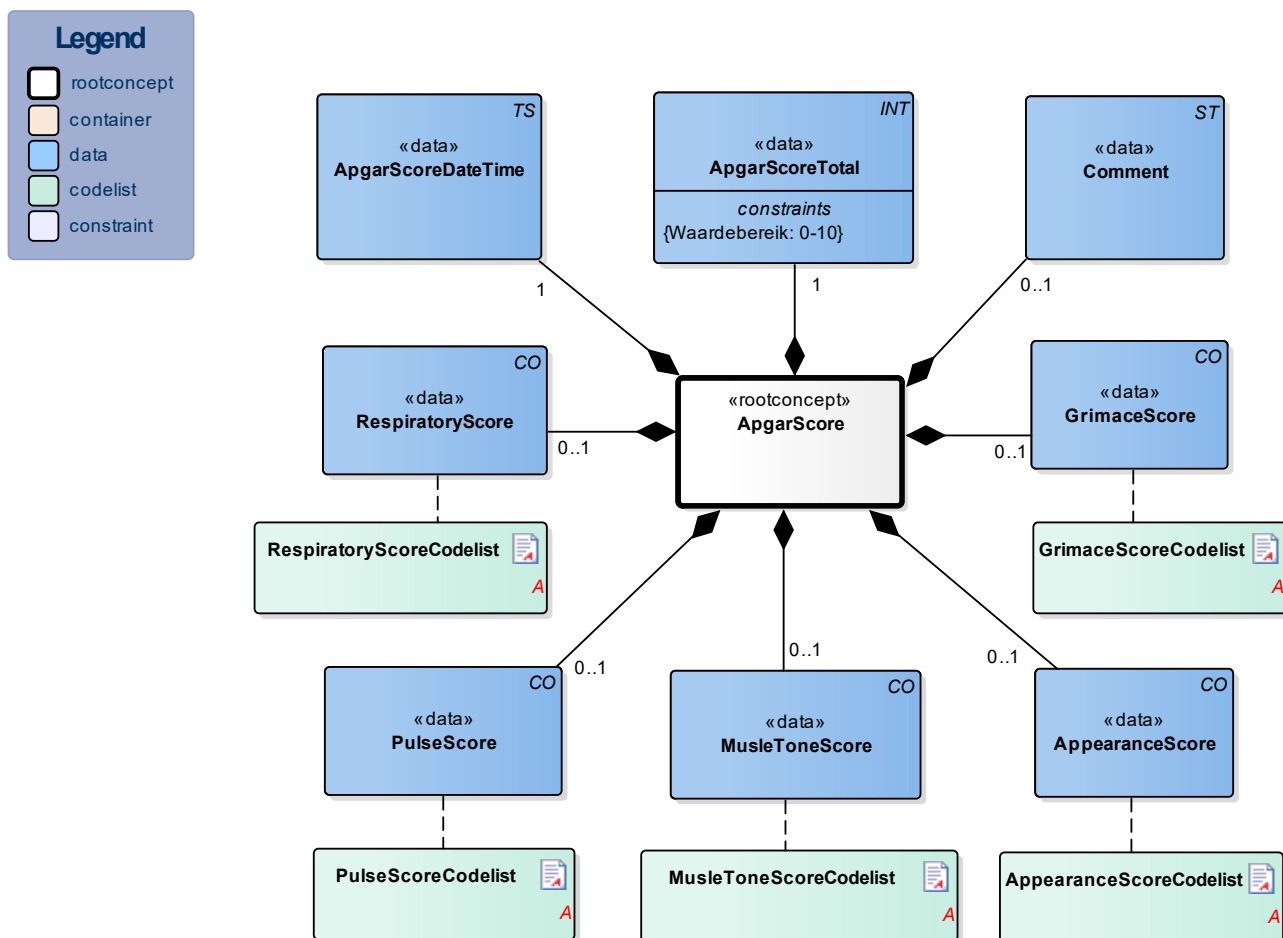 Legend
rootconcept
container
data
codelist
constraint
TS
«data»
ApgarScoreDateTime
INT
«data»
ApgarScoreTotal
constraints
{Waardebereik: 0-10}
ST
«data»
Comment
1
1
0..1
CO
«data»
RespiratoryScore
0..1
«rootconcept»
ApgarScore
CO
«data»
GrimaceScore
0..1
RespiratoryScoreCodelist
A
GrimaceScoreCodelist
A
0..1
0..1
0..1
CO
«data»
PulseScore
CO
«data»
MusleToneScore
CO
«data»
AppearanceScore
PulseScoreCodelist
A
MusleToneScoreCodelist
A
AppearanceScoreCodelist
A